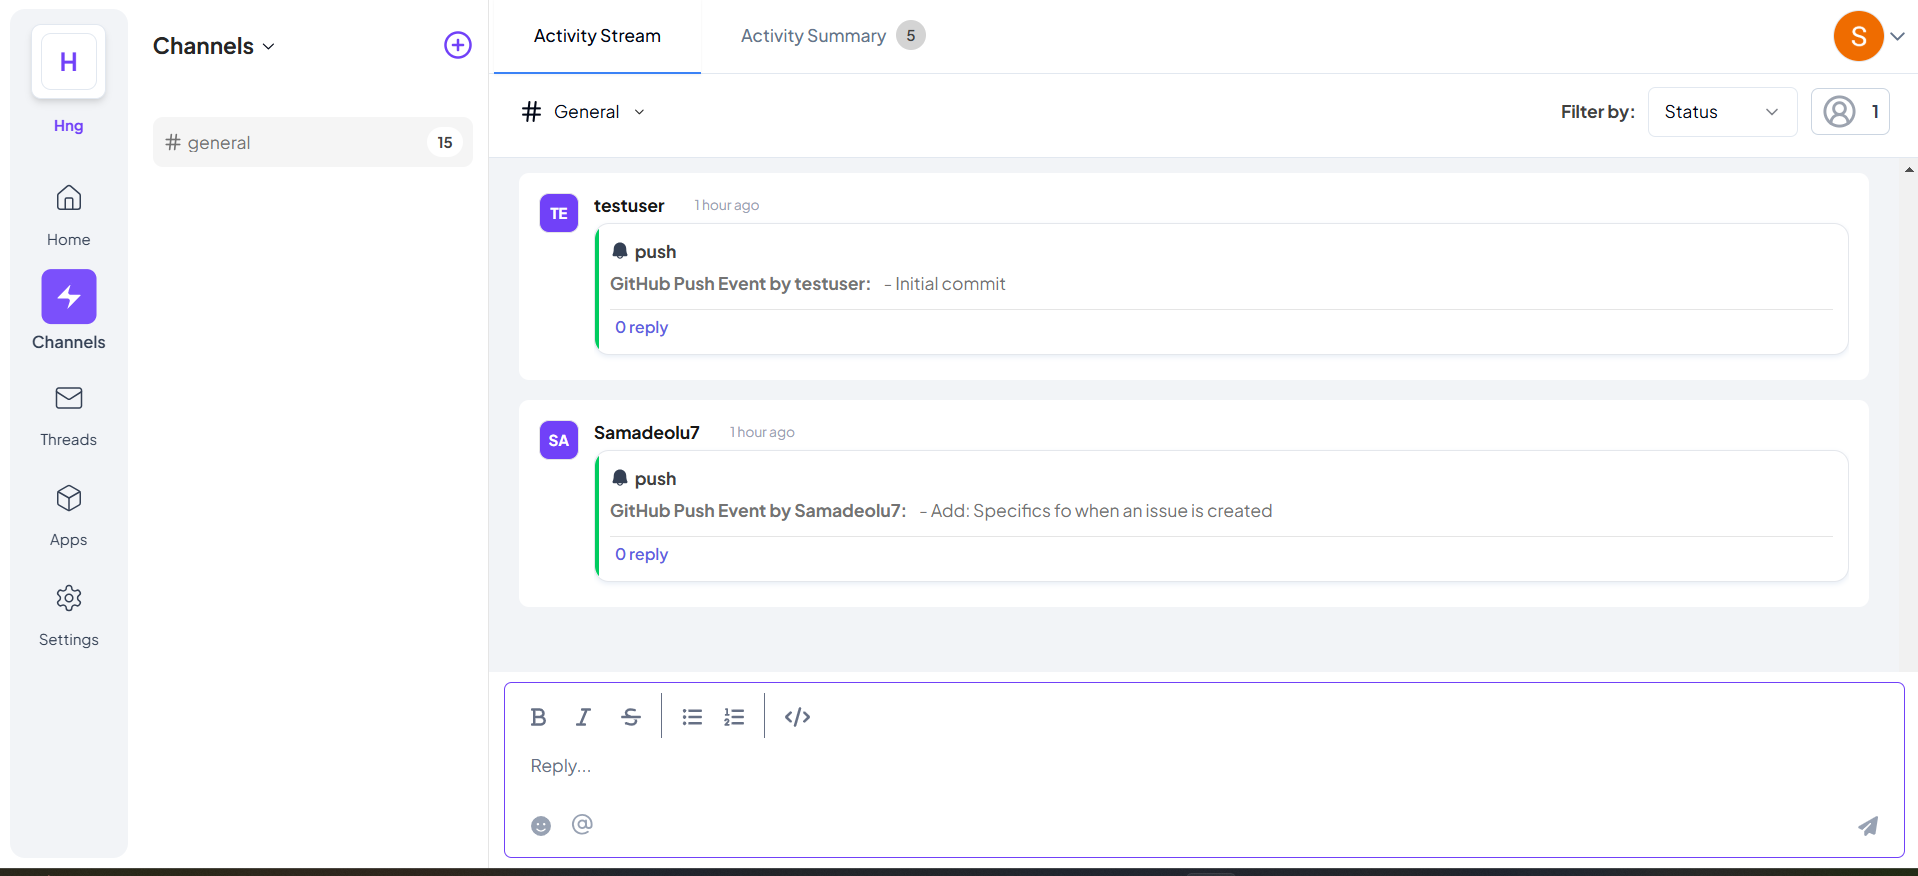 H
Hng
Home
Channels
Threads
Apps
Settings
Channels
# general 15
Activity Stream
Activity Summary 5
S
# General
Filter by: Status 1
TE testuser 1 hour ago
push
GitHub Push Event by testuser: - Initial commit
0 reply
SA Samadeolu7 1 hour ago
push
GitHub Push Event by Samadeolu7: - Add: Specifics fo when an issue is created
0 reply
B I S </>
Reply...
@